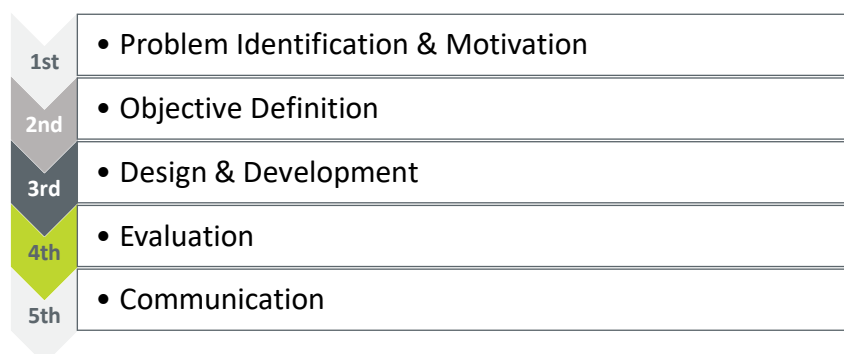 1st
• Problem Identification & Motivation
2nd
• Objective Definition
3rd
• Design & Development
4th
• Evaluation
5th
• Communication